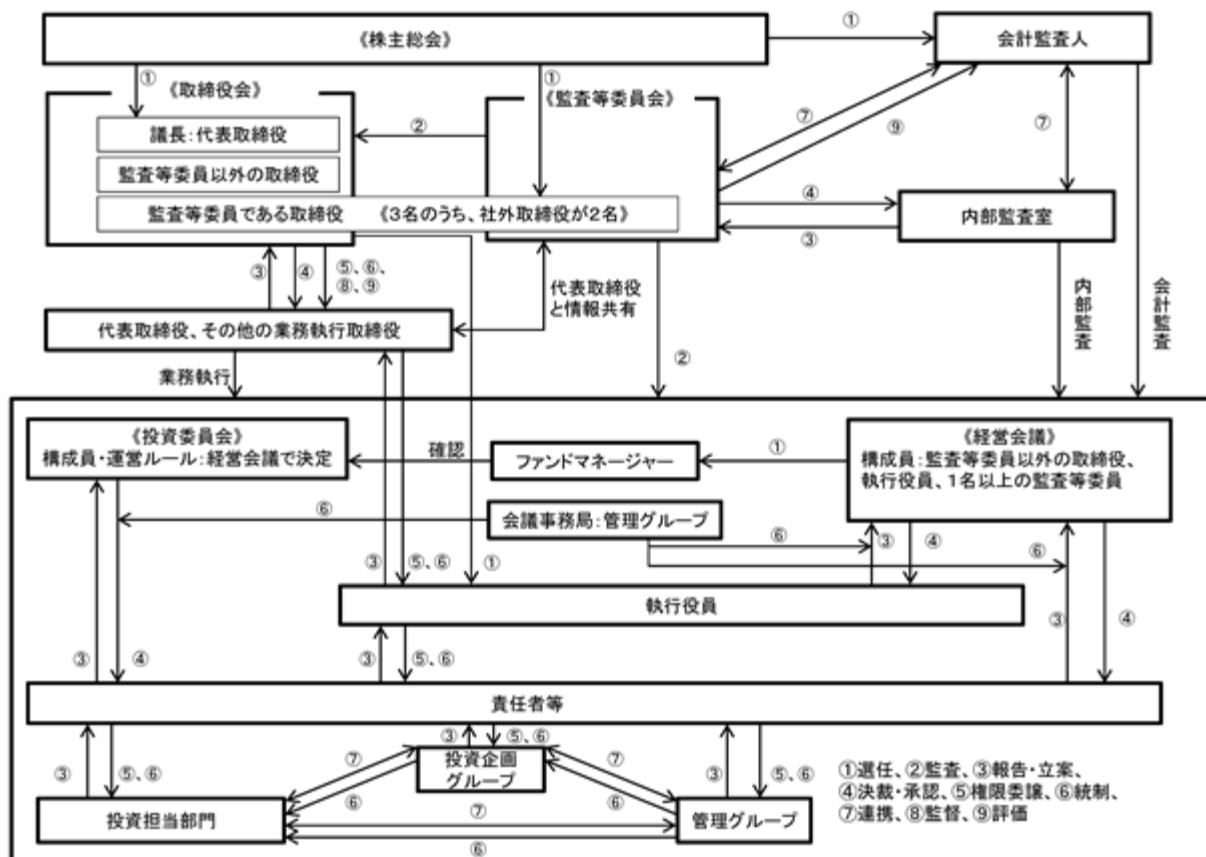 《株主総会》
①
会計監査人
①
①
《取締役会》
《監査等委員会》
議長：代表取締役
②
⑦
⑨
⑦
監査等委員以外の取締役
監査等委員である取締役 《３名のうち、社外取締役が２名》
④
③
内部監査室
③
④
⑤、⑥、
⑧、⑨
代表取締役
と情報共有
内部監査
会計監査
代表取締役、その他の業務執行取締役
②
業務執行
《投資委員会》
構成員・運営ルール：経営会議で決定
確認
ファンドマネージャー
①
《経営会議》
構成員：監査等委員以外の取締役、
執行役員、１名以上の監査等委員
⑥
会議事務局：管理グループ
⑥
③
④
⑥
③
⑤、⑥
①
執行役員
③
④
③
⑤、⑥
③
④
責任者等
③
⑤、⑥
③
⑤、⑥
③
⑤、⑥
⑦
投資企画
グループ
⑦
⑥
⑥
投資担当部門
⑦
管理グループ
⑥
①選任、②監査、③報告・立案、
④決裁・承認、⑤権限委譲、⑥統制、
⑦連携、⑧監督、⑨評価